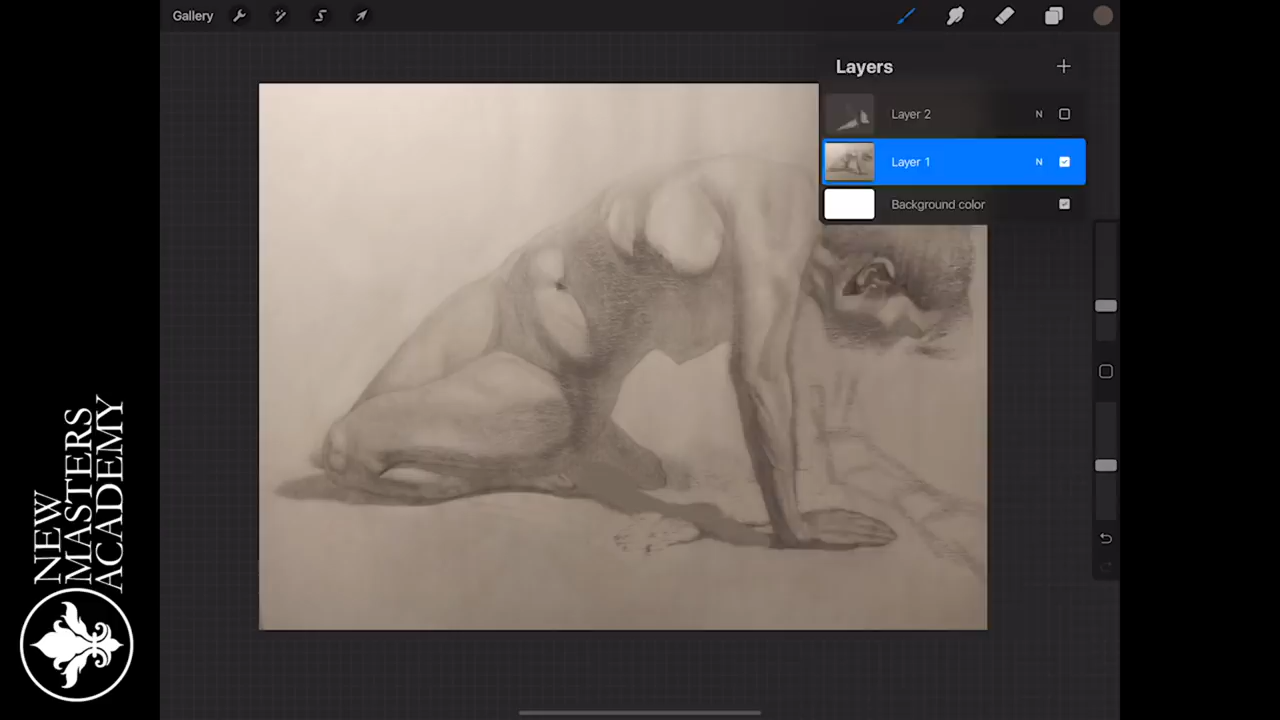 Gallery
Layers
Layer 2 N
Layer 1 N
Background color
NEW
MASTERS
ACADEMY